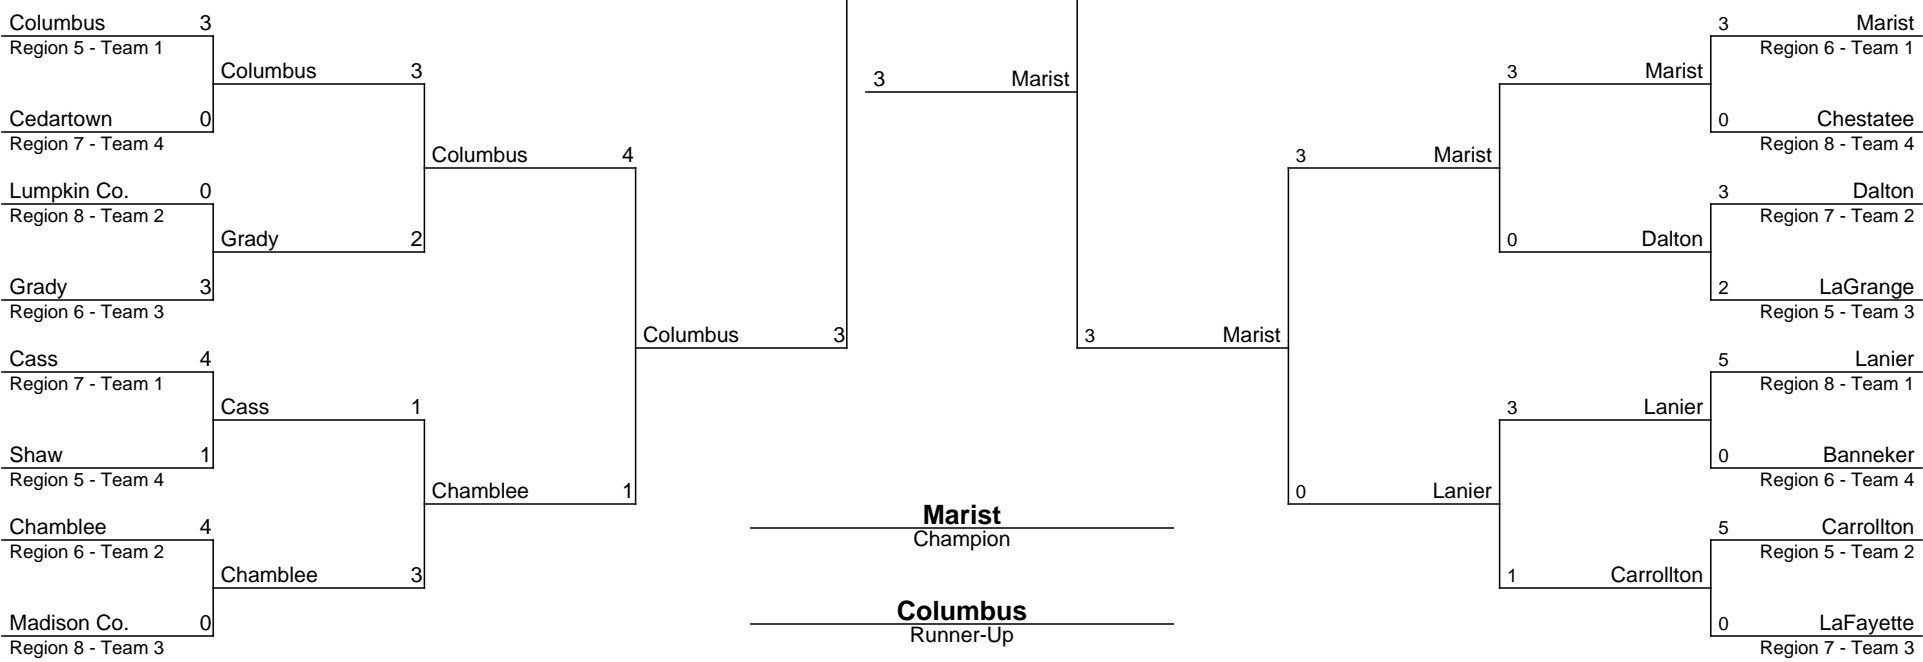 Columbus 3
Region 5 - Team 1
Cedartown 0
Region 7 - Team 4
Lumpkin Co. 0
Region 8 - Team 2
Grady 3
Region 6 - Team 3
Cass 4
Region 7 - Team 1
Shaw 1
Region 5 - Team 4
Chamblee 4
Region 6 - Team 2
Madison Co. 0
Region 8 - Team 3
Columbus 3
Grady 2
Cass 1
Chamblee 3
Columbus 4
Chamblee 1
Columbus 3
3 Marist
Marist
Champion
Columbus
Runner-Up
3 Marist
3 Marist
0 Lanier
3 Marist
0 Dalton
3 Lanier
1 Carrollton
3 Marist
Region 6 - Team 1
0 Chestatee
Region 8 - Team 4
3 Dalton
Region 7 - Team 2
2 LaGrange
Region 5 - Team 3
5 Lanier
Region 8 - Team 1
0 Banneker
Region 6 - Team 4
5 Carrollton
Region 5 - Team 2
0 LaFayette
Region 7 - Team 3